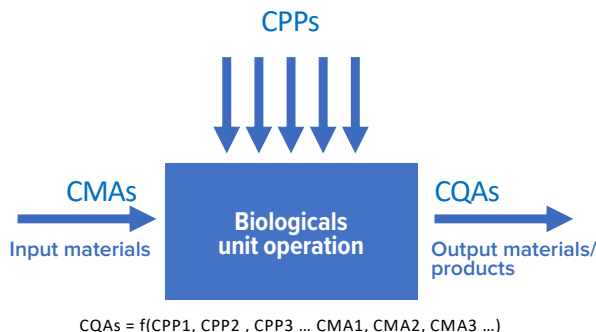 CPPs
CMAs
Input materials
Biologicals
unit operation
CQAs
Output materials/
products
CQAs = f(CPP1, CPP2 , CPP3 ... CMA1, CMA2, CMA3 ...)